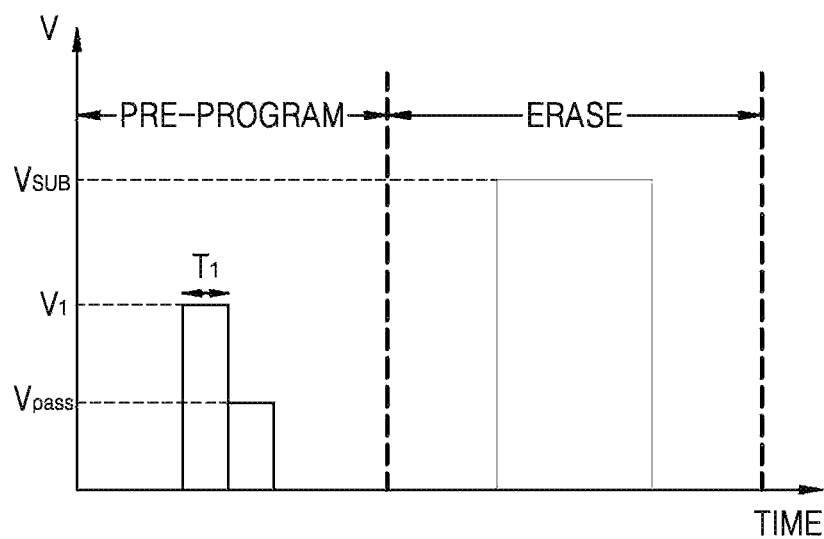 V
PRE-PROGRAM
ERASE
VSUB
T1
V1
Vpass
TIME